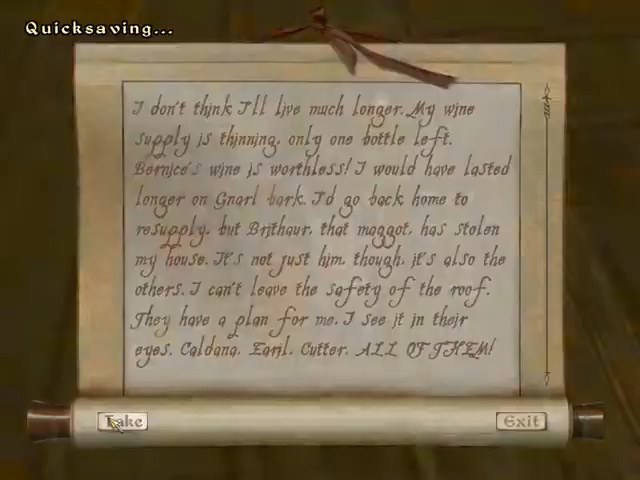 Quicksaving...
I don't think I'll live much longer. My wine
supply is thinning, only one bottle left.
Bernice's wine is worthless! I would have lasted
longer on Gnarl bark. I'd go back home to
resupply, but Brithaur, that maggot, has stolen
my house. It's not just him, though, it's also the
others. I can't leave the safety of the roof.
They have a plan for me. I see it in their
eyes. Caldana. Earil. Cutter. ALL OF THEM!
Take
Exit